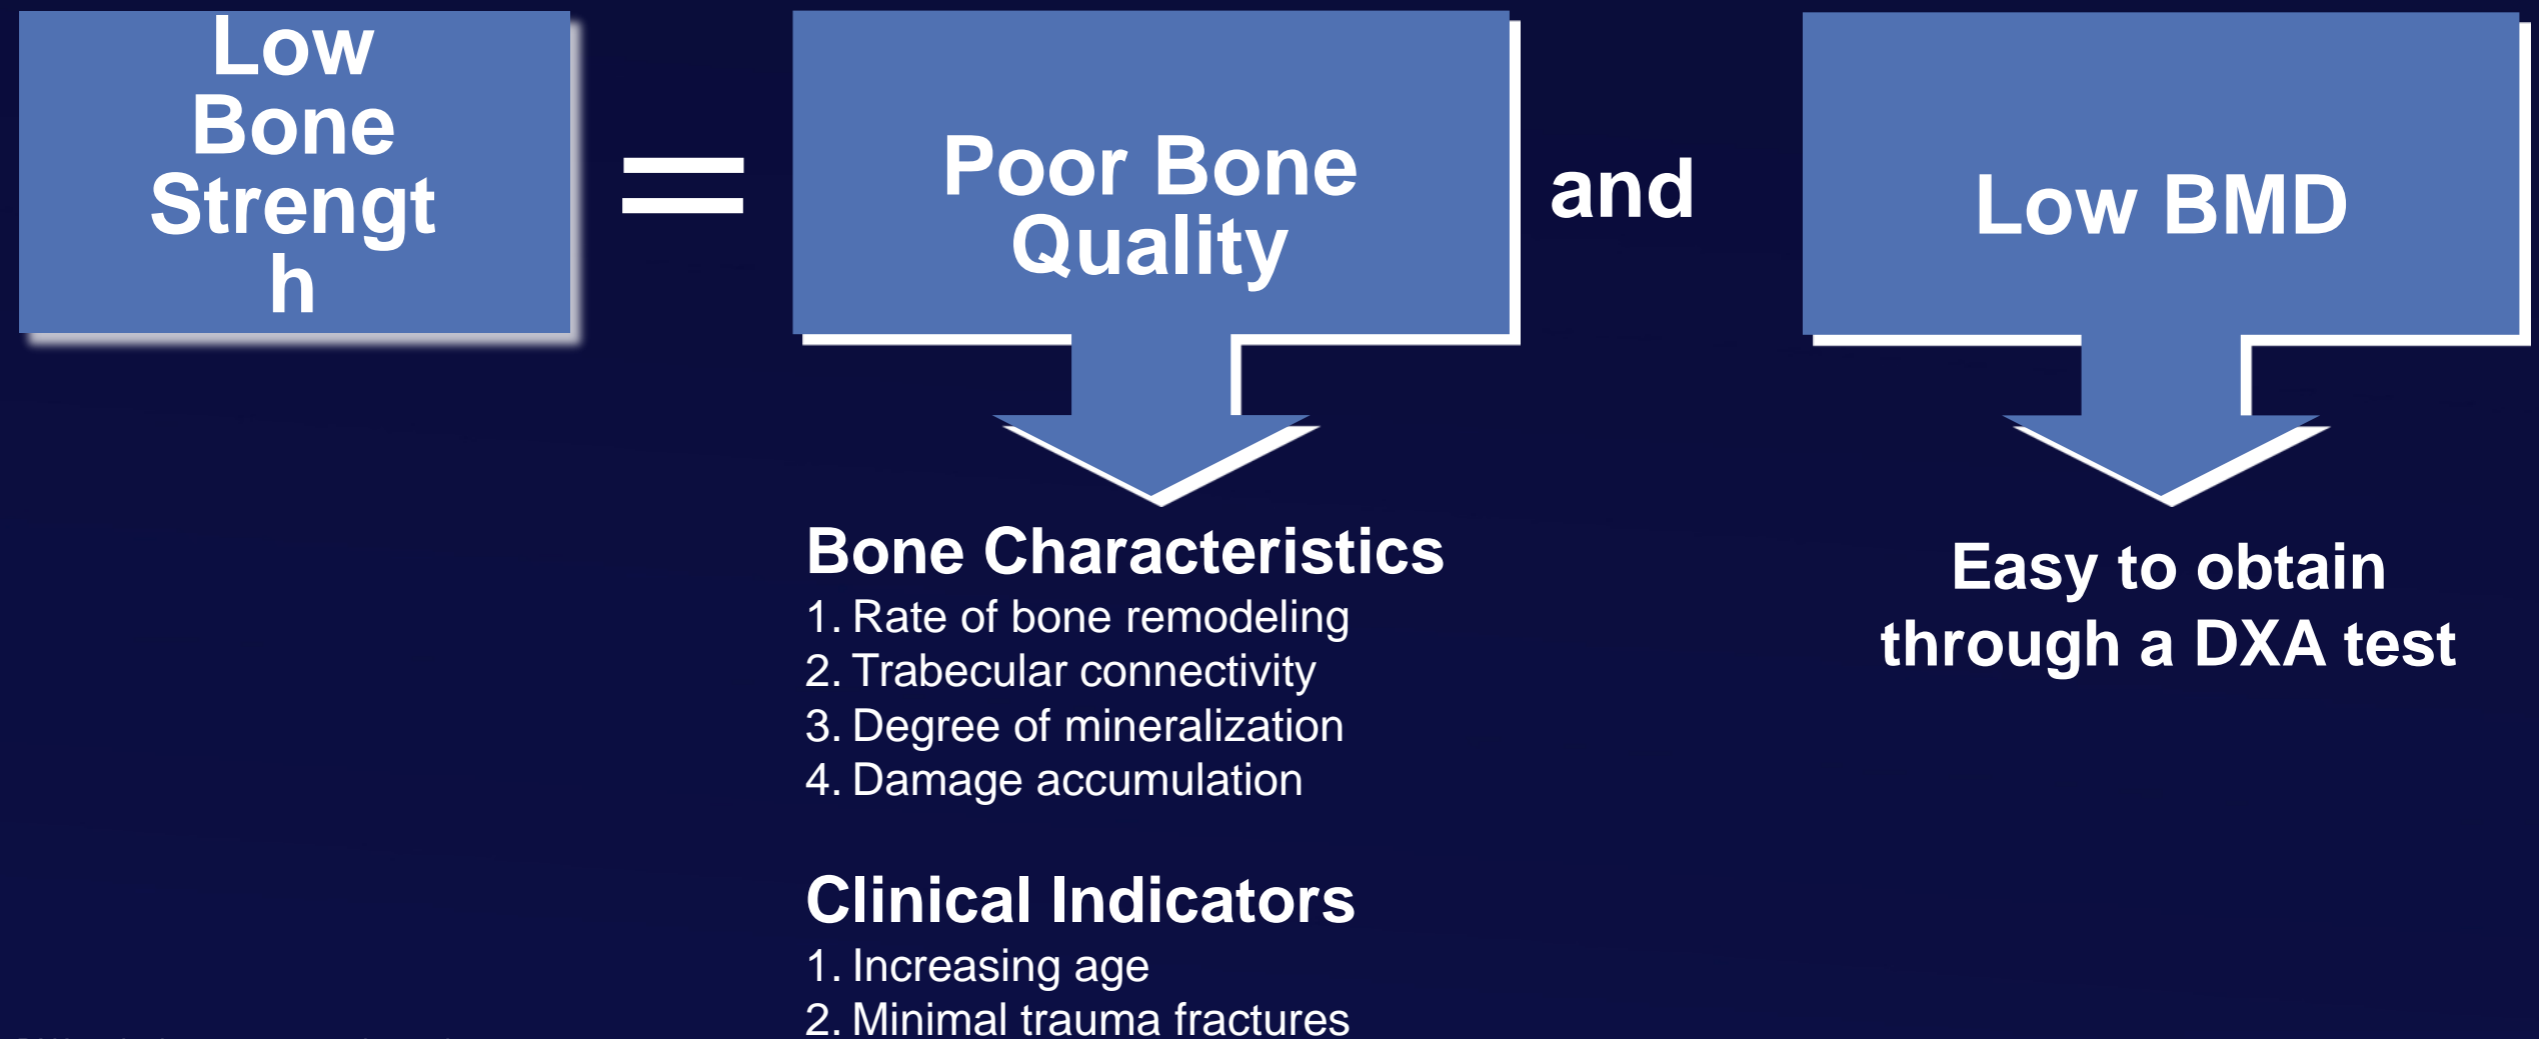 Low
Bone
Strengt
h
=
Poor Bone
Quality
and
Low BMD
Bone Characteristics
1. Rate of bone remodeling
2. Trabecular connectivity
3. Degree of mineralization
4. Damage accumulation
Clinical Indicators
1. Increasing age
2. Minimal trauma fractures
Easy to obtain
through a DXA test